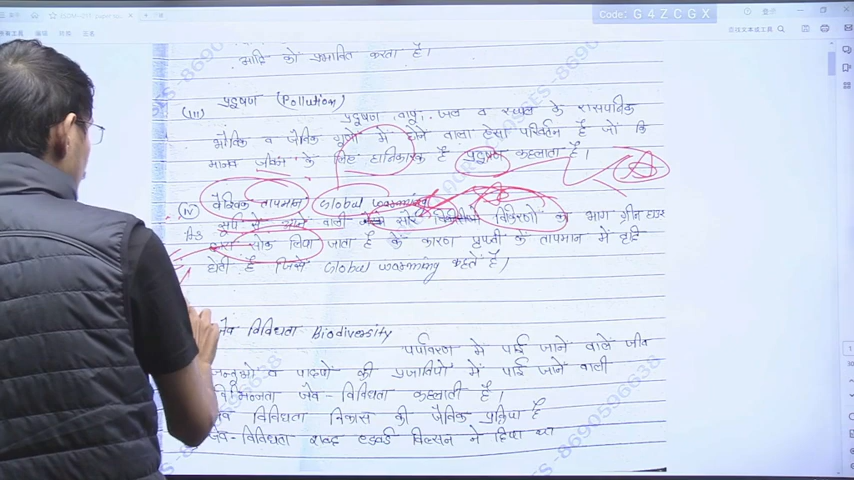 Code: G 4 Z C G X
आदि को प्रभावित करता है।
(iii) प्रदूषण (Pollution)
प्रदूषण वायु, जल व स्थल के रासायनिक
भौतिक व जैविक गुणों में होने वाला ऐसा परिवर्तन है जो कि
मानव जीवन के लिए हानिकारक है प्रदूषण कहलाता है।
(iv) वैश्विक तापमान Global warming
सूर्य से आने वाली सौर विकिरणों का भाग ग्रीन हाउस
सोक लिया जाता है के कारण पृथ्वी के तापमान में वृद्धि
होती है जिसे Global warming कहते हैं।
जैव विविधता Biodiversity
पर्यावरण में पाई जाने वाले जीव
जन्तुओं व पादपों की प्रजातियों में पाई जाने वाली
विभिन्नता जैव-विविधता कहलाती है।
जैव विविधता विकास की जैविक प्रक्रिया है
जैव-विविधता शब्द एडवर्ड विल्सन ने दिया था